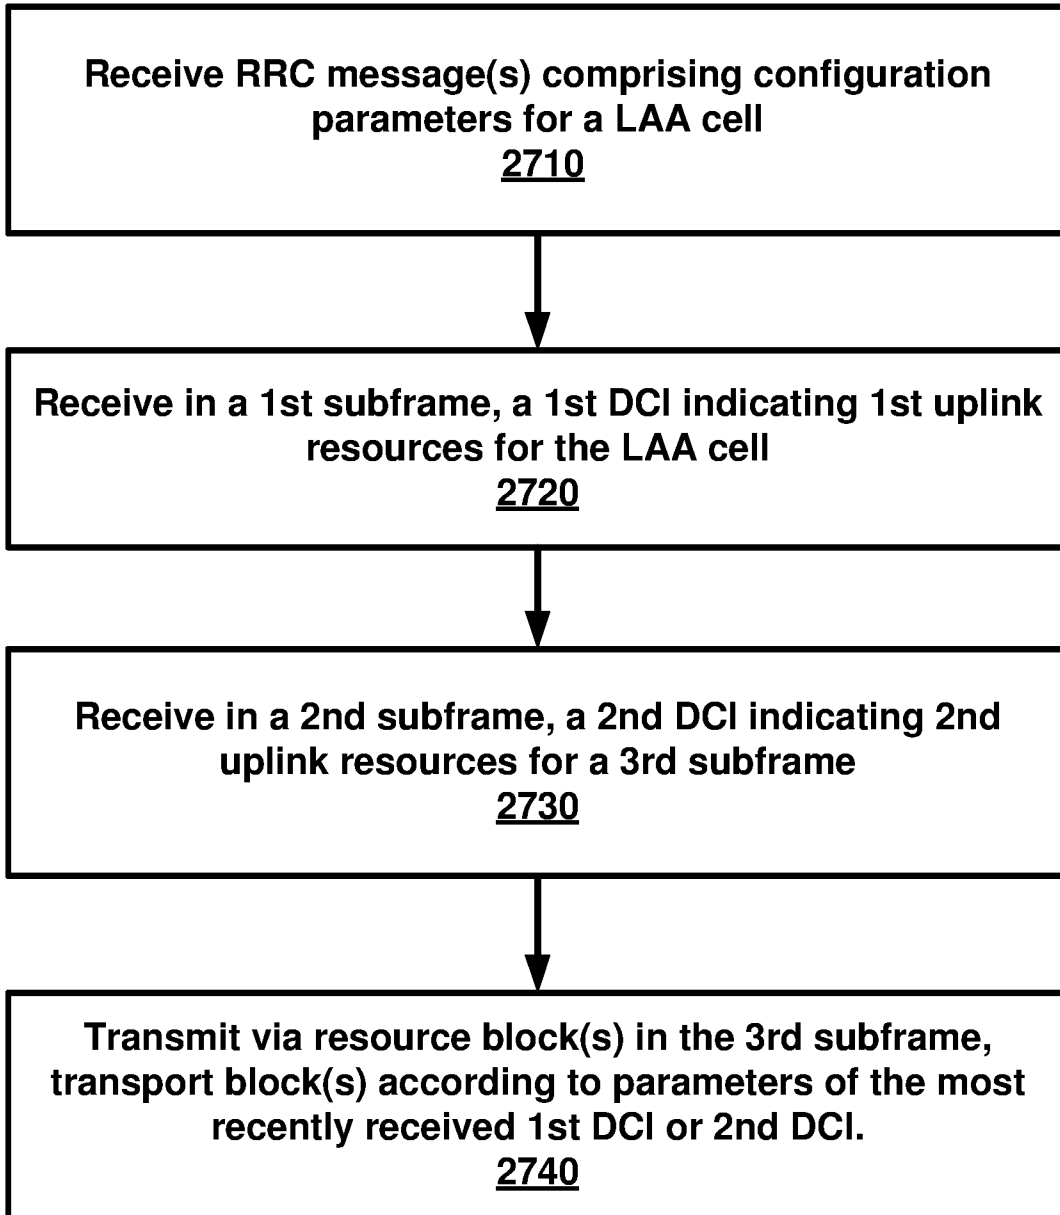 Receive RRC message(s) comprising configuration
parameters for a LAA cell
2710
Receive in a 1st subframe, a 1st DCI indicating 1st uplink
resources for the LAA cell
2720
Receive in a 2nd subframe, a 2nd DCI indicating 2nd
uplink resources for a 3rd subframe
2730
Transmit via resource block(s) in the 3rd subframe,
transport block(s) according to parameters of the most
recently received 1st DCI or 2nd DCI.
2740